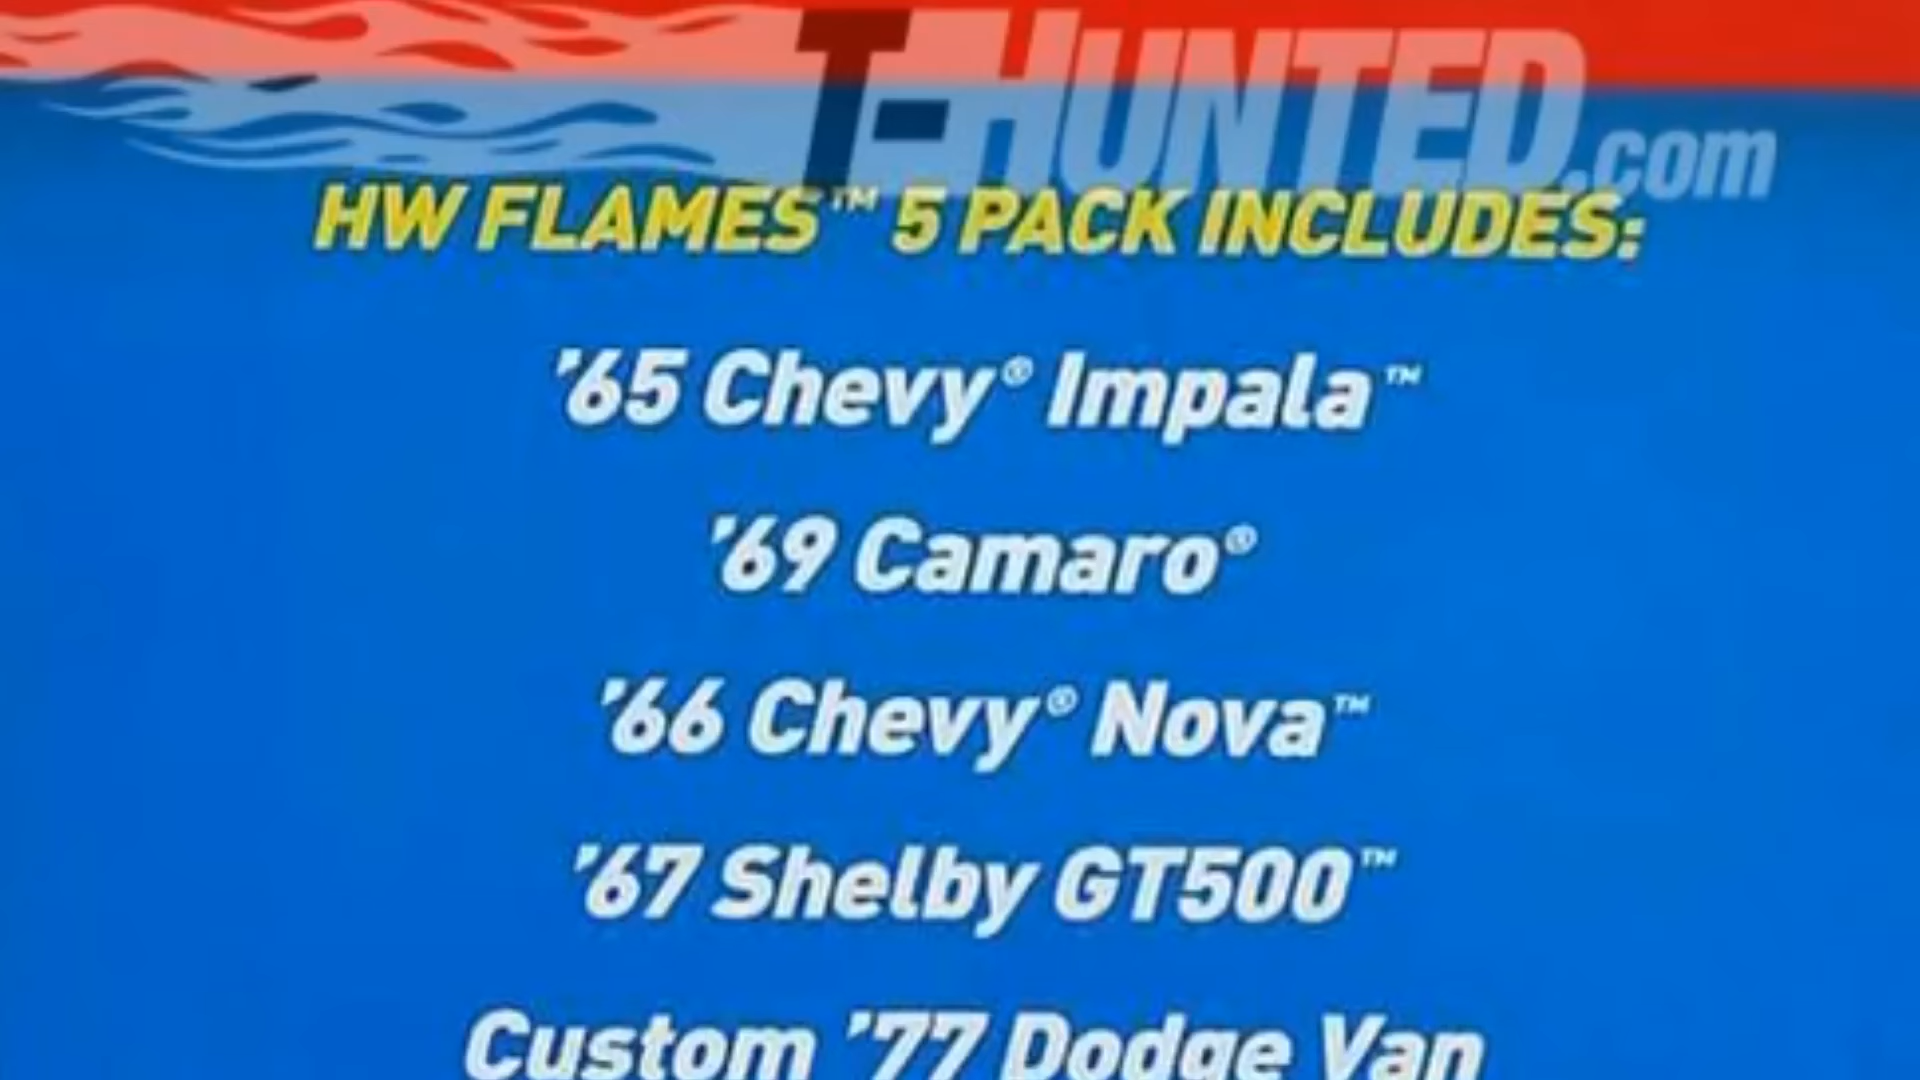 T-HUNTED.com
HW FLAMES™ 5 PACK INCLUDES:
'65 Chevy® Impala™
'69 Camaro®
'66 Chevy® Nova™
'67 Shelby GT500™
Custom '77 Dodge Van